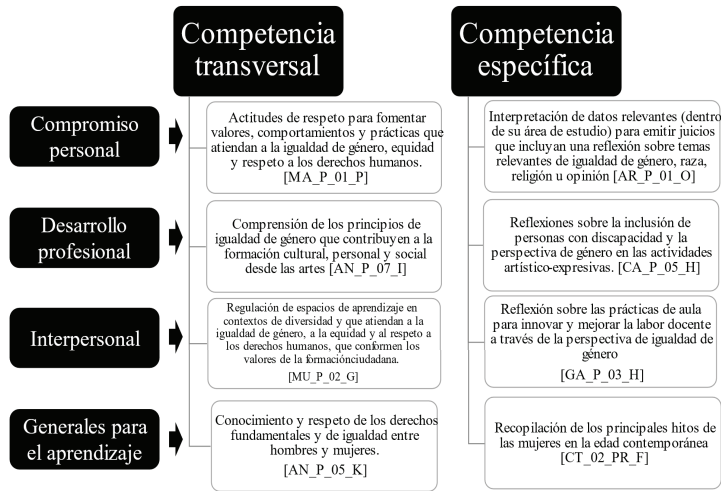 Competencia
transversal
Competencia
específica
Compromiso
personal
Actitudes de respeto para fomentar
valores, comportamientos y prácticas que
atiendan a la igualdad de género, equidad
y respeto a los derechos humanos.
[MA_P_01_P]
Interpretación de datos relevantes (dentro
de su área de estudio) para emitir juicios
que incluyan una reflexión sobre temas
relevantes de igualdad de género, raza,
religión u opinión [AR_P_01_O]
Desarrollo
profesional
Comprensión de los principios de
igualdad de género que contribuyen a la
formación cultural, personal y social
desde las artes [AN_P_07_I]
Reflexiones sobre la inclusión de
personas con discapacidad y la
perspectiva de género en las actividades
artístico-expresivas. [CA_P_05_H]
Interpersonal
Regulación de espacios de aprendizaje en
contextos de diversidad y que atiendan a la
igualdad de género, a la equidad y al respeto
a los derechos humanos, que conformen los
valores de la formaciónciudadana.
[MU_P_02_G]
Reflexión sobre las prácticas de aula
para innovar y mejorar la labor docente
a través de la perspectiva de igualdad de
género
[GA_P_03_H]
Generales para
el aprendizaje
Conocimiento y respeto de los derechos
fundamentales y de igualdad entre
hombres y mujeres.
[AN_P_05_K]
Recopilación de los principales hitos de
las mujeres en la edad contemporánea
[CT_02_PR_F]